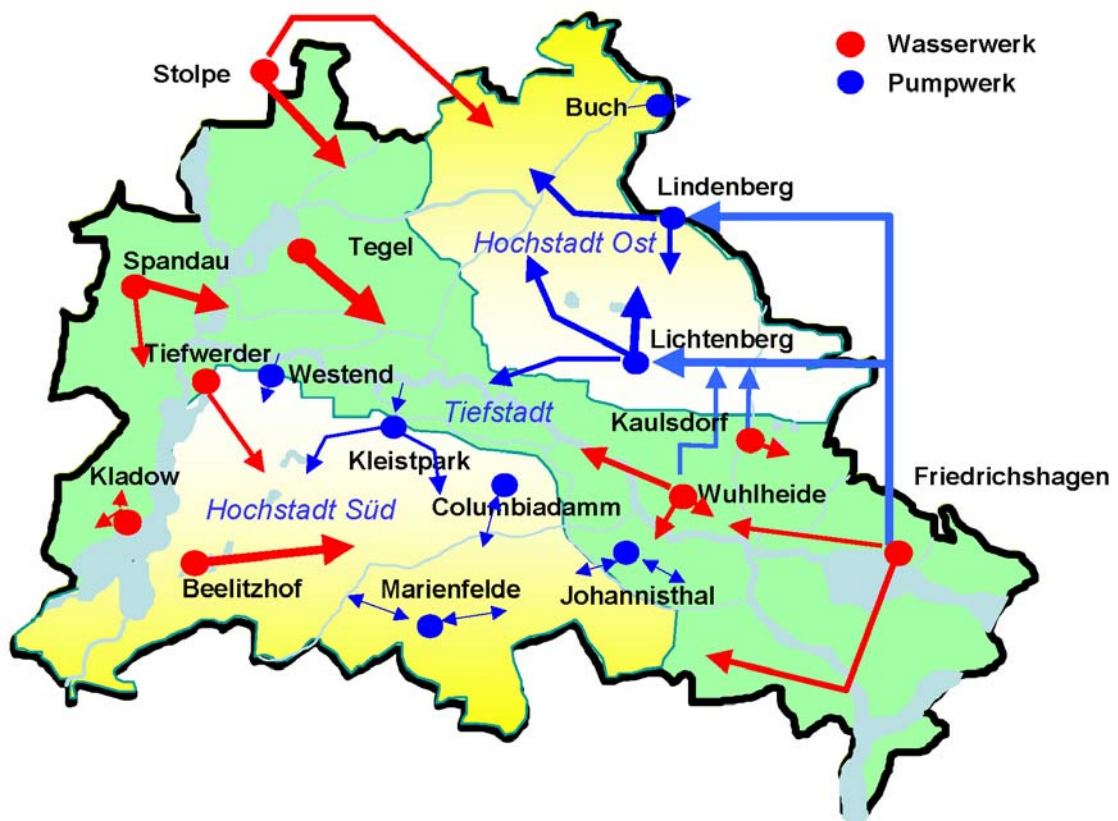 Wasserwerk
Pumpwerk
Stolpe
Buch
Lindenberg
Hochstadt Ost
Tegel
Spandau
Lichtenberg
Tiefwerder
Westend
Tiefstadt
Kaulsdorf
Kleistpark
Kladow
Friedrichshagen
Wuhlheide
Columbiadamm
Hochstadt Süd
Beelitzhof
Marienfelde
Johannisthal